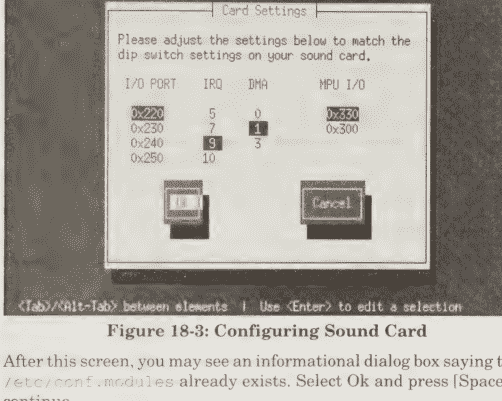 Card Settings
Please adjust the settings below to match the
dip switch settings on your sound card.
I/O PORT IRQ DMA MPU I/O
0x220 5 0 0x330
0x230 7 1 0x300
0x240 9 3
0x250 10
Cancel
<Tab>/<Alt-Tab> between elements | Use <Enter> to edit a selection
Figure 18-3: Configuring Sound Card
After this screen, you may see an informational dialog box saying t
/etc/conf.modules already exists. Select Ok and press [Space
continue